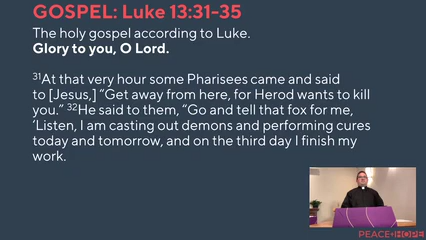 GOSPEL: Luke 13:31-35
The holy gospel according to Luke.
Glory to you, O Lord.
31At that very hour some Pharisees came and said
to [Jesus,] “Get away from here, for Herod wants to kill
you.” 32He said to them, “Go and tell that fox for me,
‘Listen, I am casting out demons and performing cures
today and tomorrow, and on the third day I finish my
work.
PEACE+HOPE